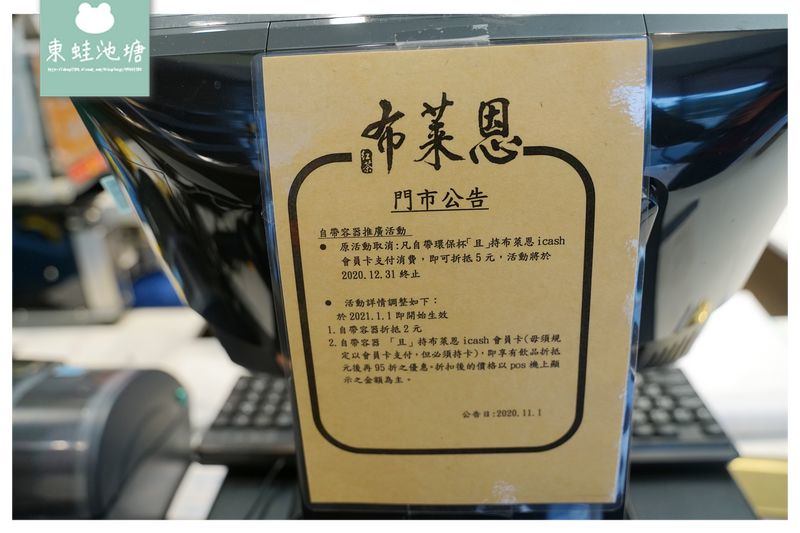 東蛙池塘
布萊恩
紅茶
門市公告
自帶容器推廣活動
● 原活動取消:凡自帶環保杯「且」持布萊恩 icash
會員卡支付消費，即可折抵 5 元，活動將於
2020.12.31 終止
● 活動詳情調整如下：
於 2021.1.1 即開始生效
1.自帶容器折抵 2 元
2.自帶容器 「且」持布萊恩 icash 會員卡(毋須規
定以會員卡支付，但必須持卡)，即享有飲品折抵
元後再 95 折之優惠。折扣後的價格以 pos 機上顯
示之金額為主。
公告日:2020.11.1